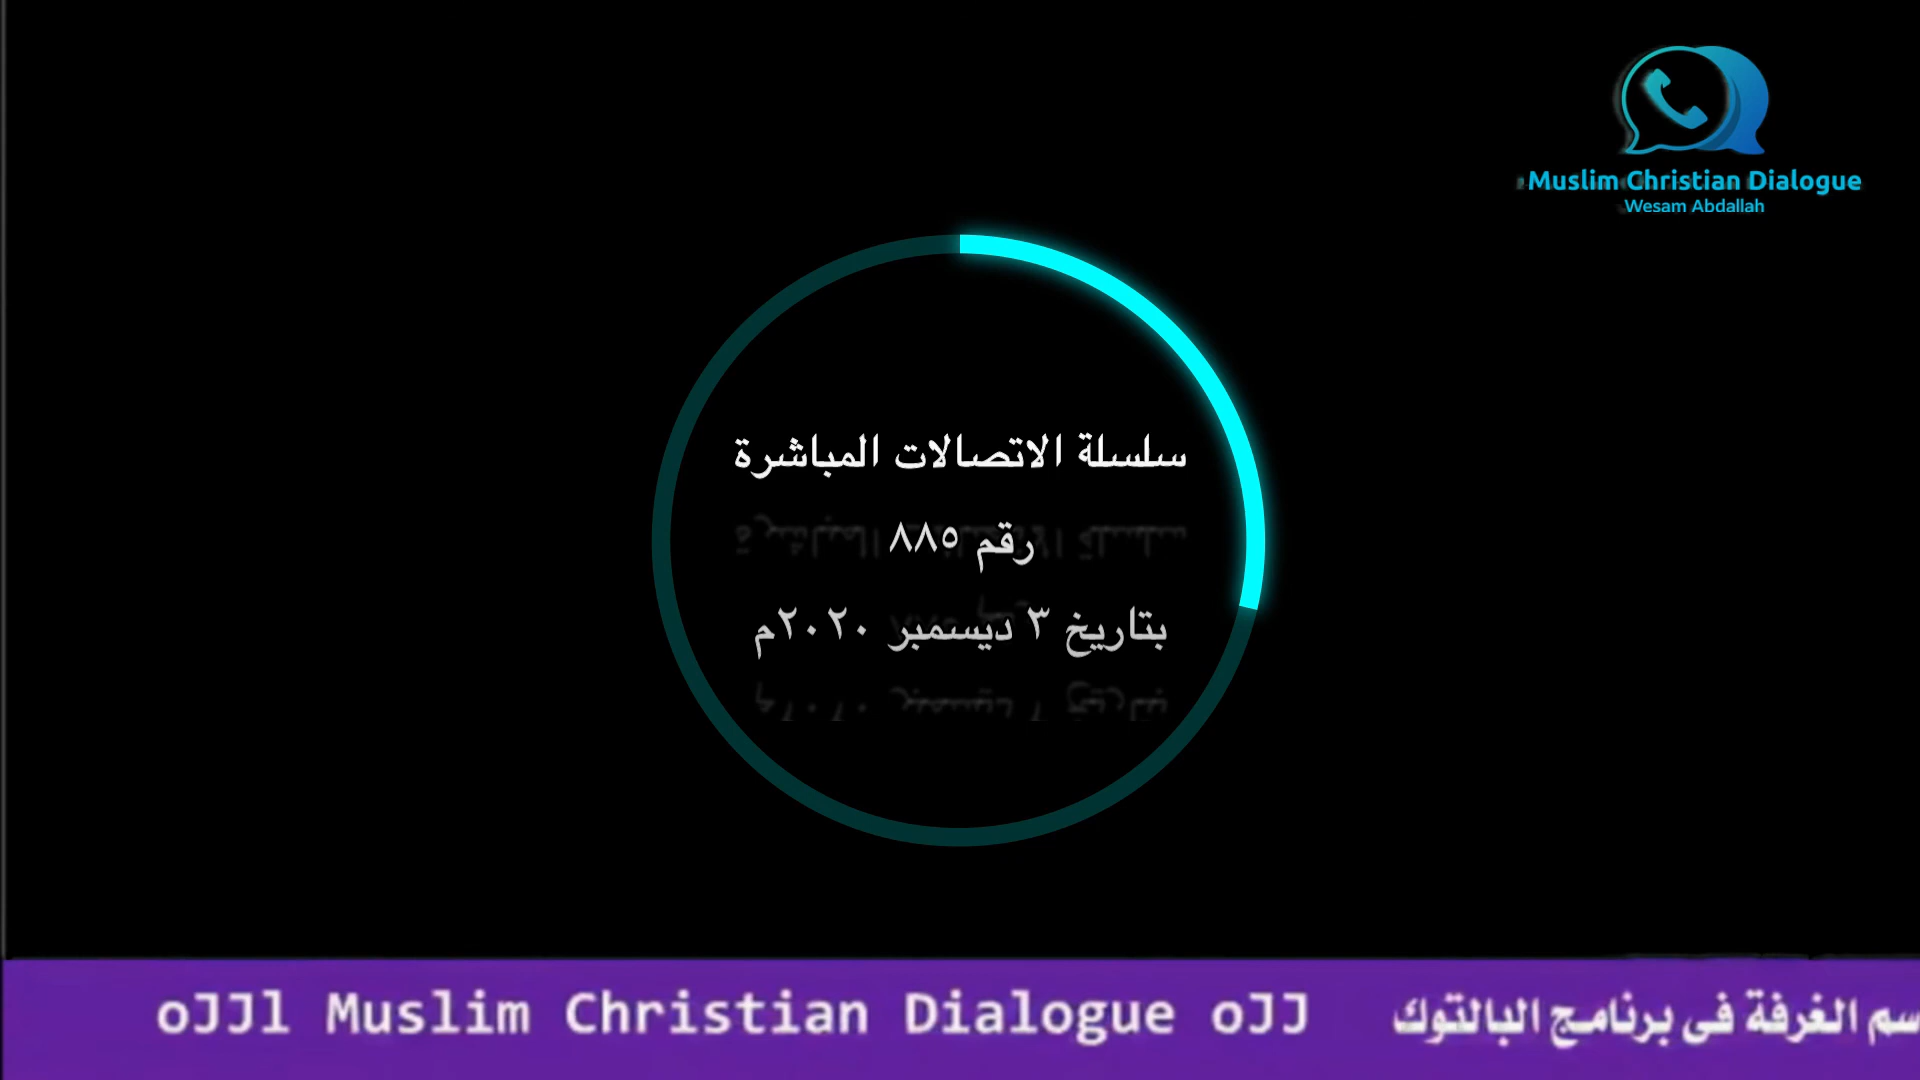 Muslim Christian Dialogue
Wesam Abdallah
سلسلة الاتصالات المباشرة
رقم ٨٨٥
بتاريخ ٣ ديسمبر ٢٠٢٠م
الغرفة فى برنامج البالتوك oJJl Muslim Christian Dialogue oJJ